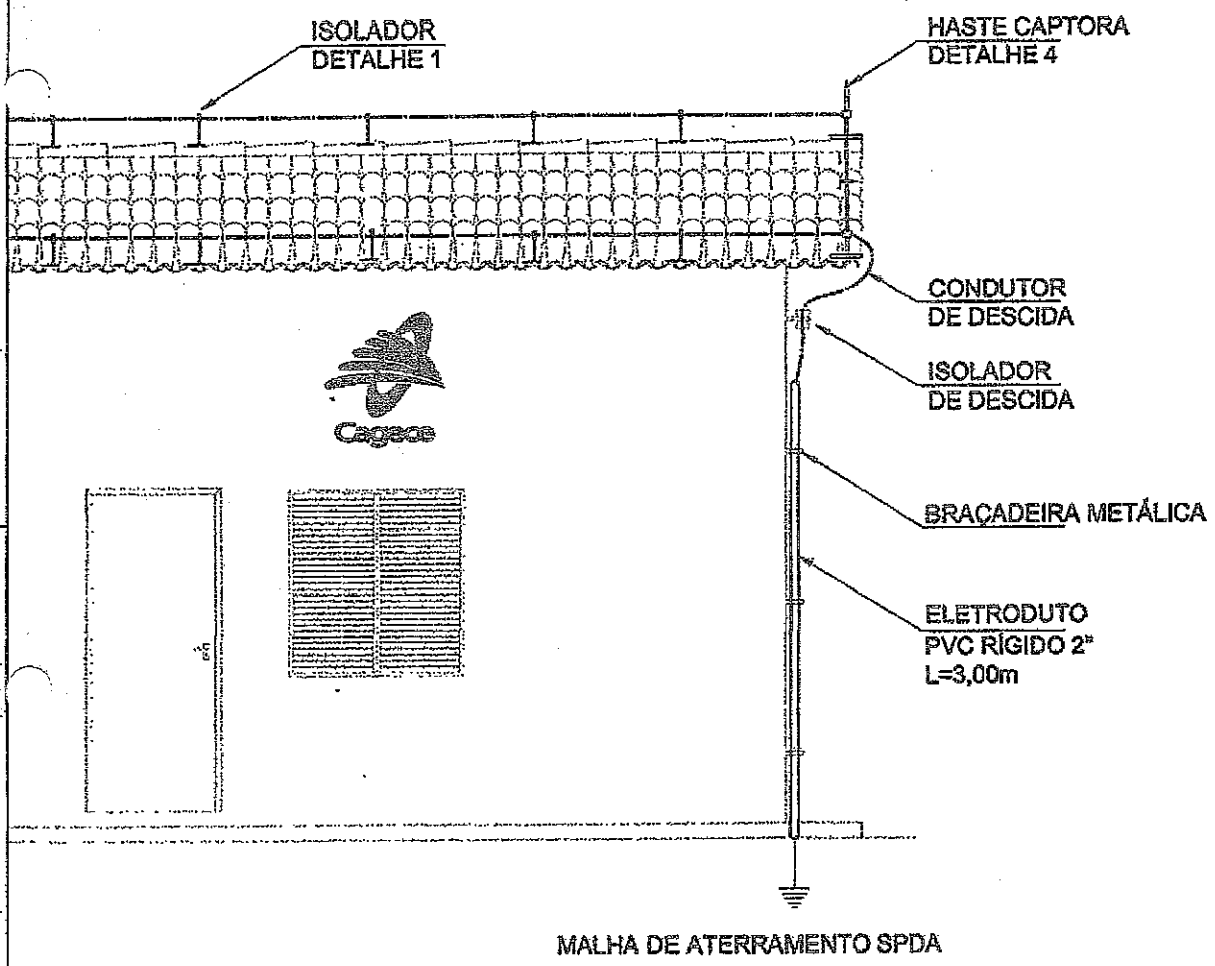 ISOLADOR
DETALHE 1
HASTE CAPTORA
DETALHE 4
CONDUTOR
DE DESCIDA
ISOLADOR
DE DESCIDA
Cagece
BRAÇADEIRA METÁLICA
ELETRODUTO
PVC RÍGIDO 2"
L=3,00m
MALHA DE ATERRAMENTO SPDA